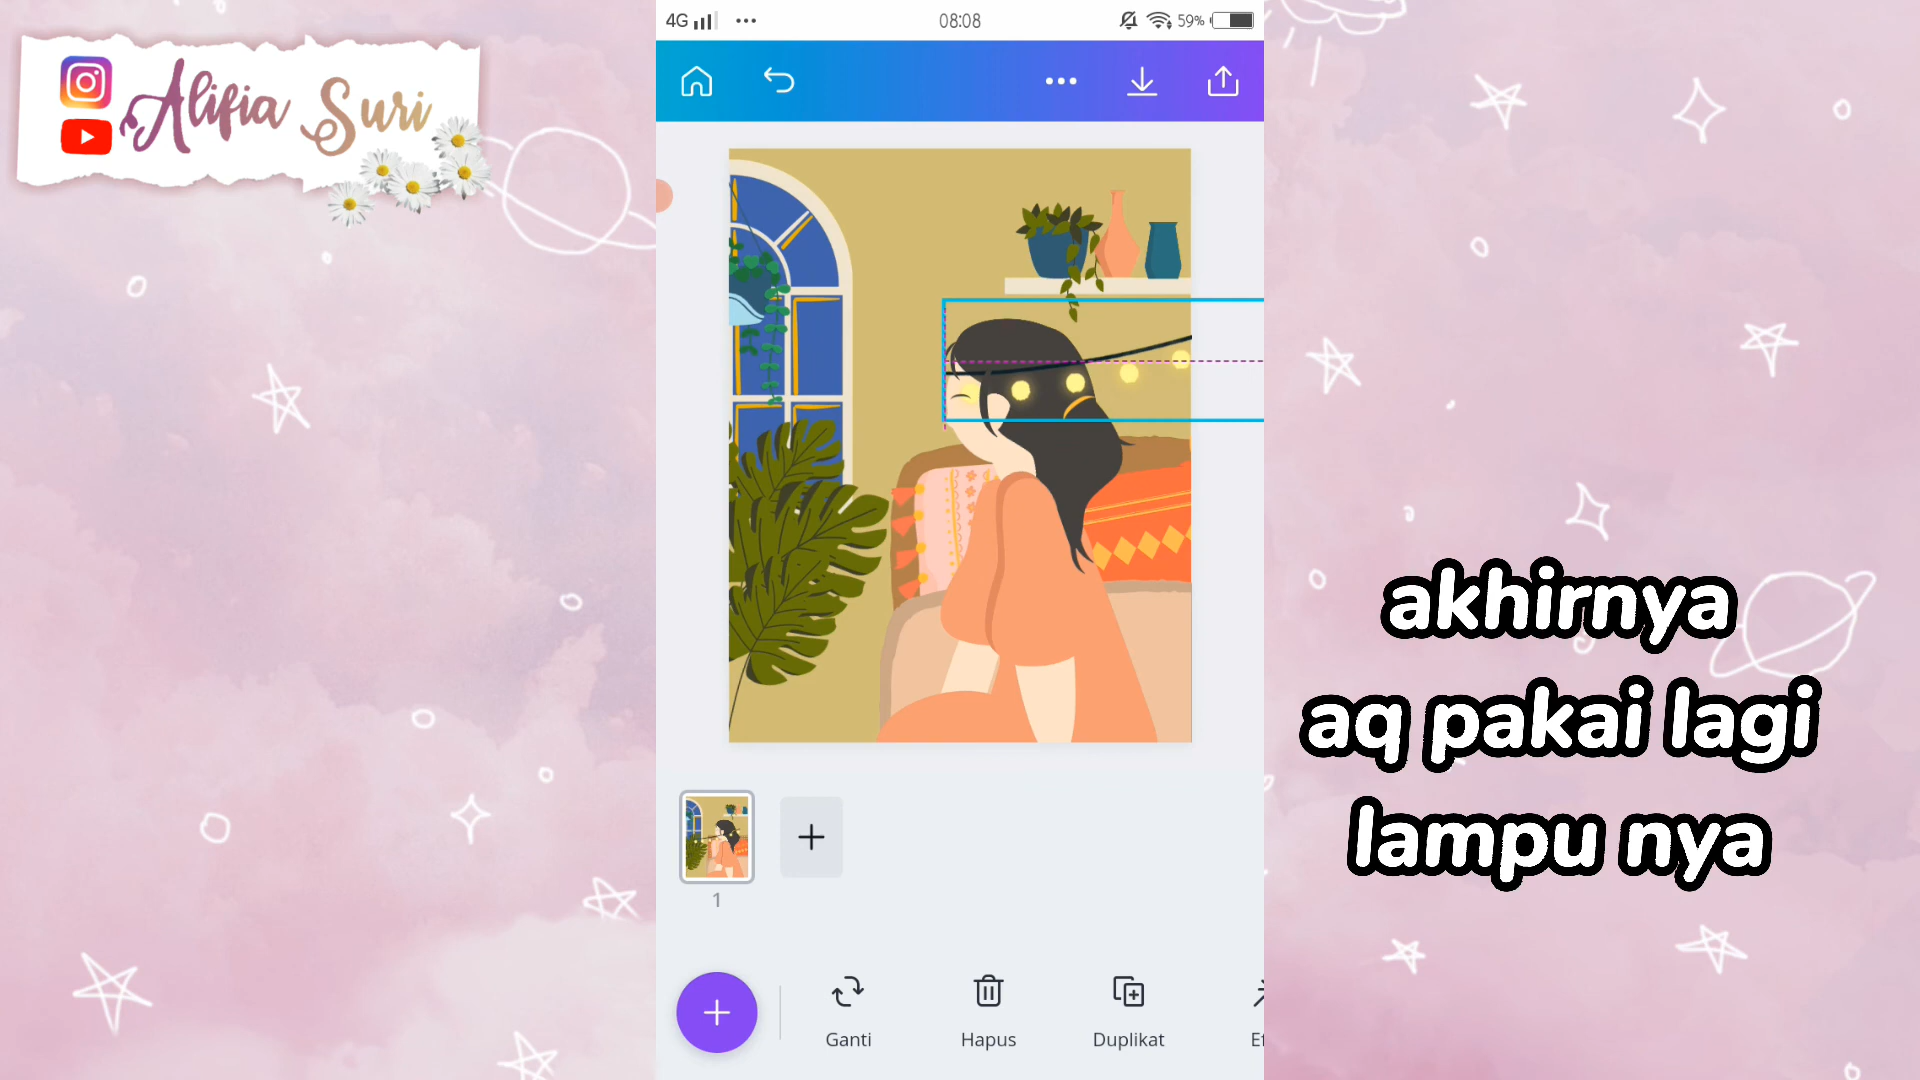 Alifia Suri
4G 08:08 59%
1
Ganti Hapus Duplikat
akhirnya
aq pakai lagi
lampu nya